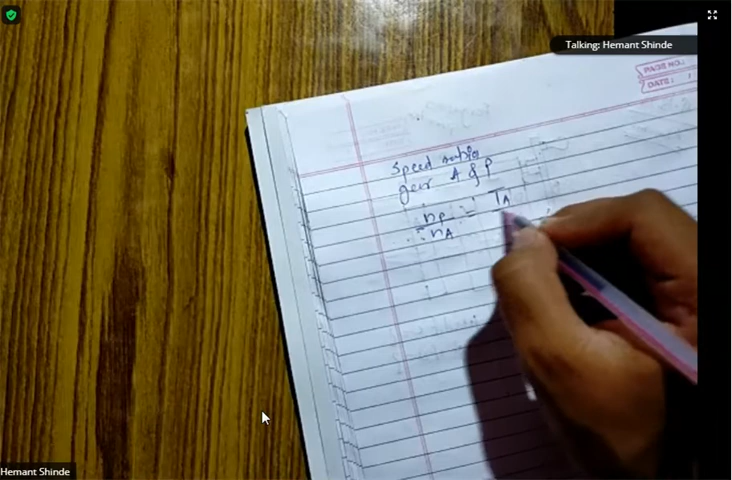 Talking: Hemant Shinde
PAGE NO.:
DATE:
Speed ratio
gear A & P
∴ nP / nA = TA
Hemant Shinde